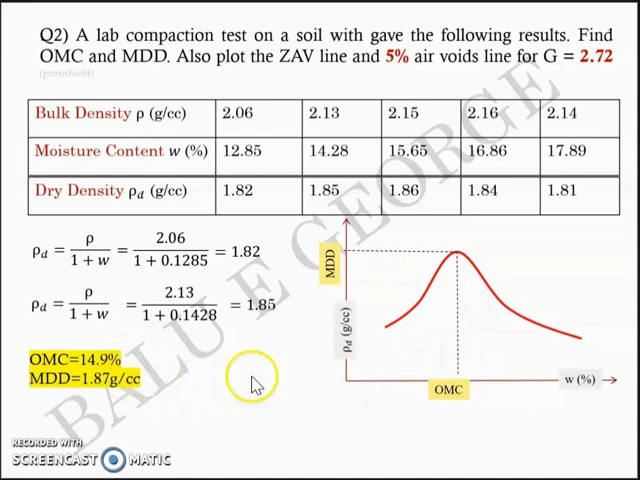 Q2) A lab compaction test on a soil with gave the following results. Find
OMC and MDD. Also plot the ZAV line and 5% air voids line for G = 2.72
(purushu94)
Bulk Density ρ (g/cc) 2.06 2.13 2.15 2.16 2.14
Moisture Content w (%) 12.85 14.28 15.65 16.86 17.89
Dry Density ρd (g/cc) 1.82 1.85 1.86 1.84 1.81
ρd = ρ / 1 + w = 2.06 / 1 + 0.1285 = 1.82
ρd = ρ / 1 + w = 2.13 / 1 + 0.1428 = 1.85
OMC=14.9%
MDD=1.87g/cc
MDD
ρd (g/cc)
OMC
w (%)
BALU E GEORGE
RECORDED WITH
SCREENCAST MATIC